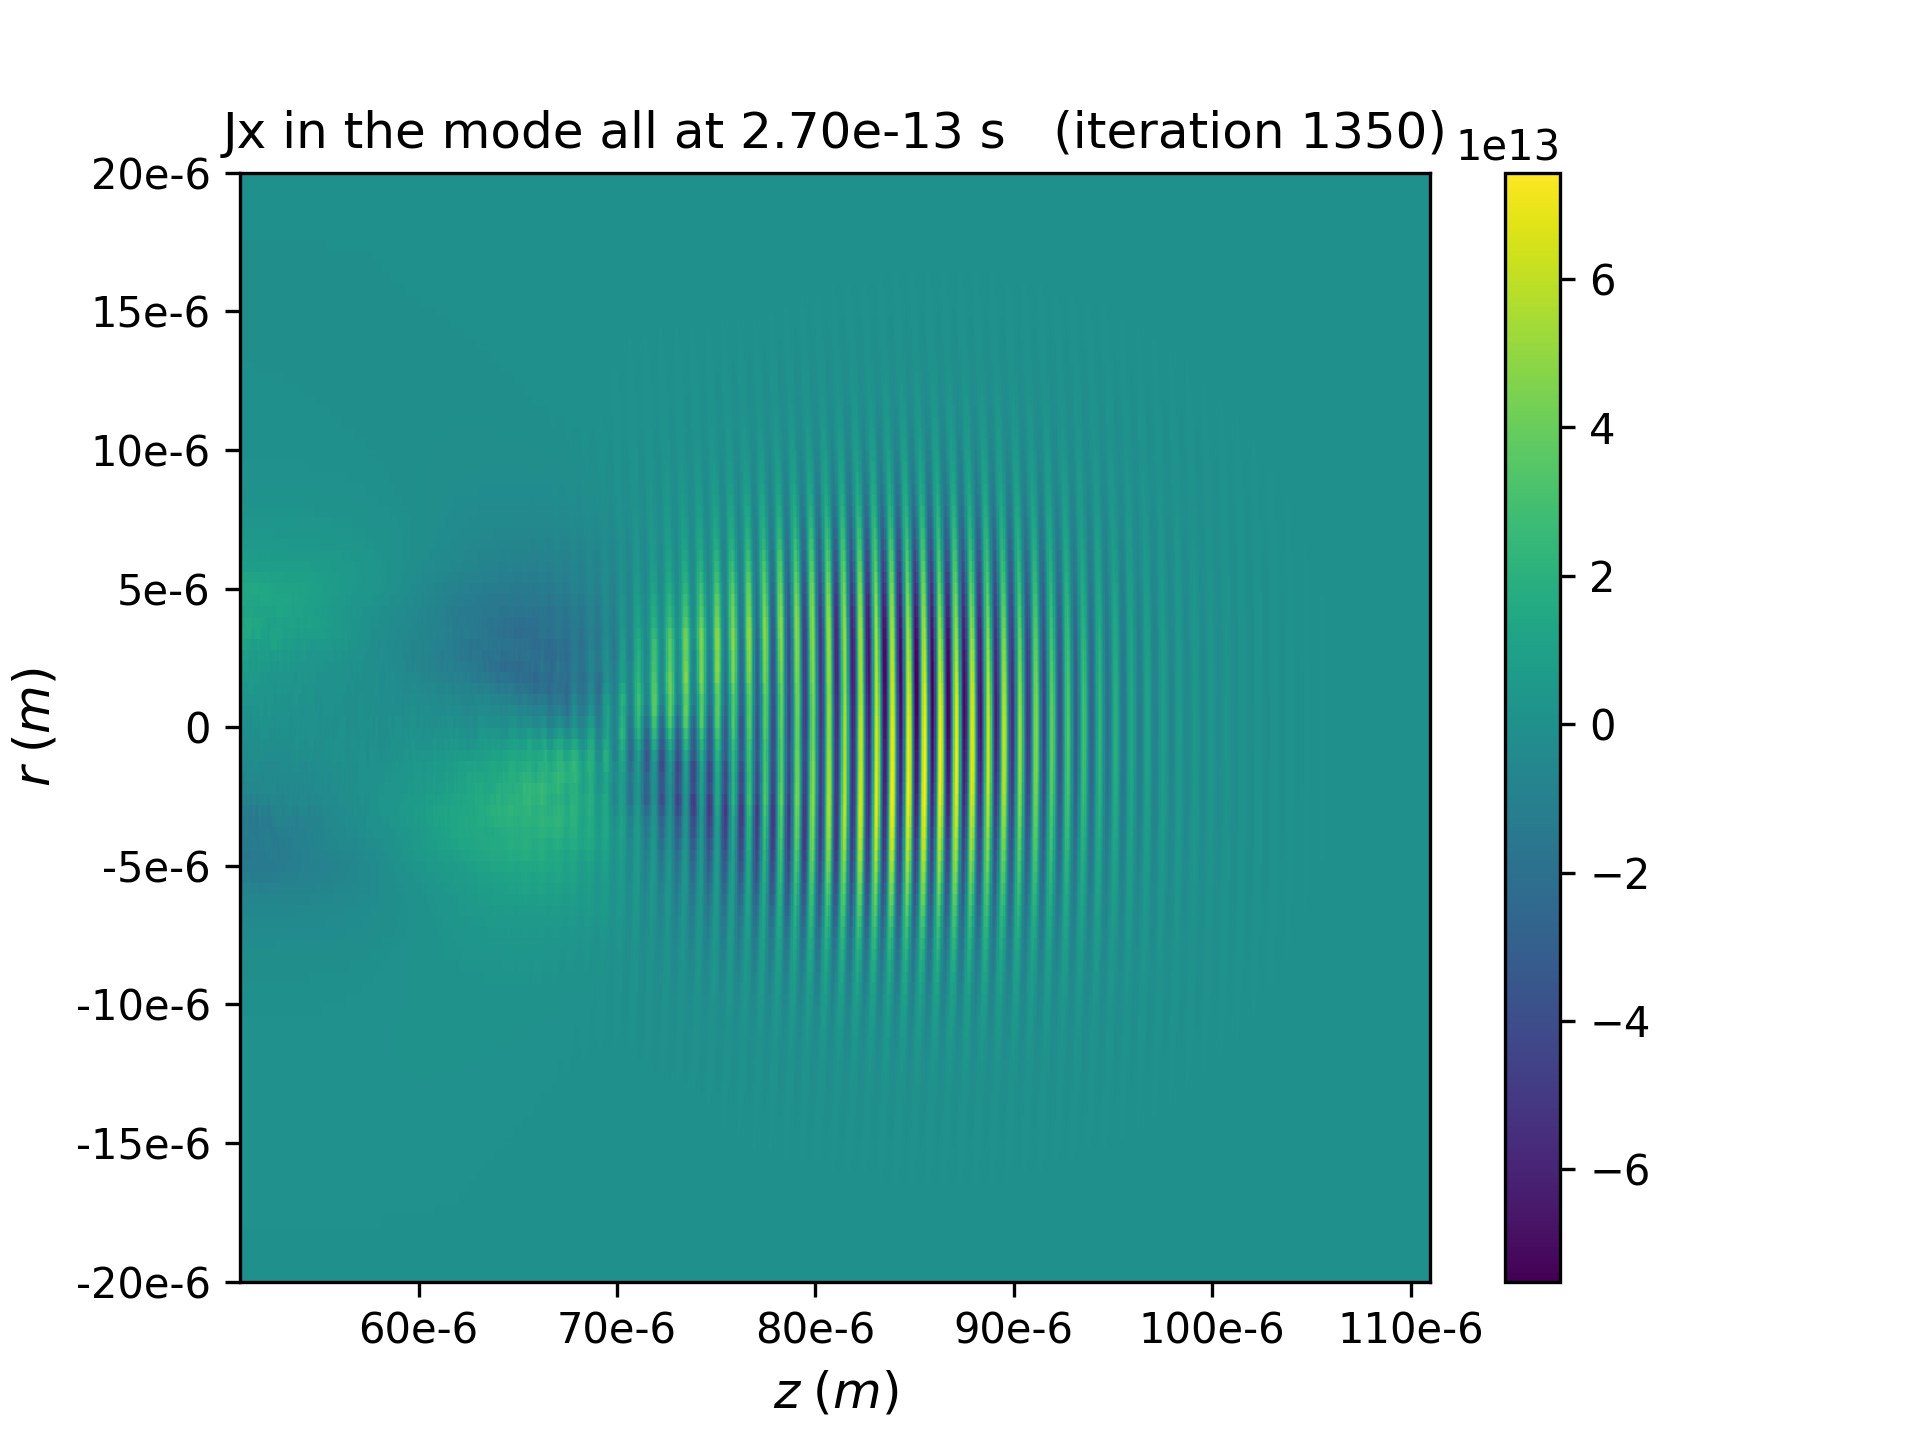 Jx in the mode all at 2.70e-13 s   (iteration 1350)
1e13
20e-6
15e-6
10e-6
5e-6
0
-5e-6
-10e-6
-15e-6
-20e-6
r (m)
60e-6 70e-6 80e-6 90e-6 100e-6 110e-6
z (m)
6
4
2
0
−2
−4
−6